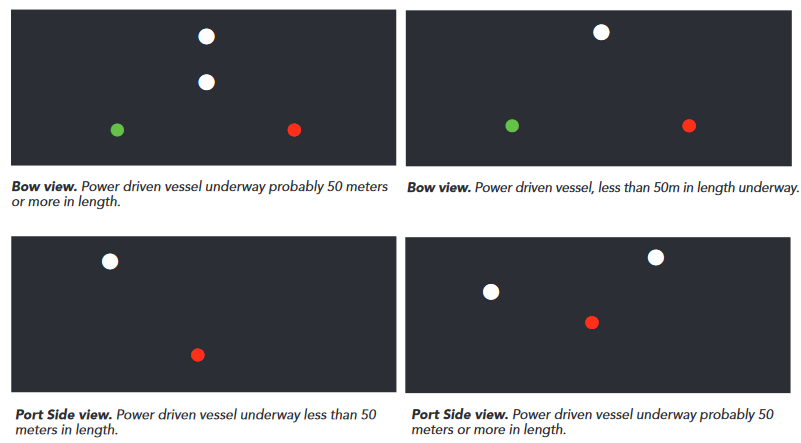 Bow view. Power driven vessel underway probably 50 meters
or more in length.
Bow view. Power driven vessel, less than 50m in length underway.
Port Side view. Power driven vessel underway less than 50
meters in length.
Port Side view. Power driven vessel underway probably 50
meters or more in length.